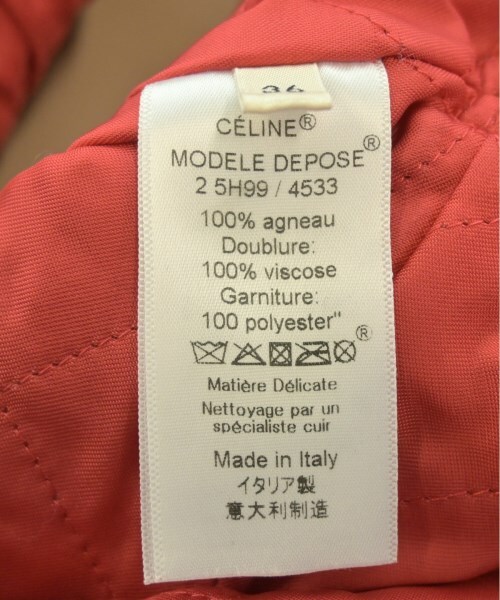 36
CÉLINE®
MODELE DEPOSE®
2 5H99 / 4533
100% agneau
Doublure:
100% viscose
Garniture:
100 polyester"
®
Matière Délicate
Nettoyage par un
spécialiste cuir
Made in Italy
イタリア製
意大利制造